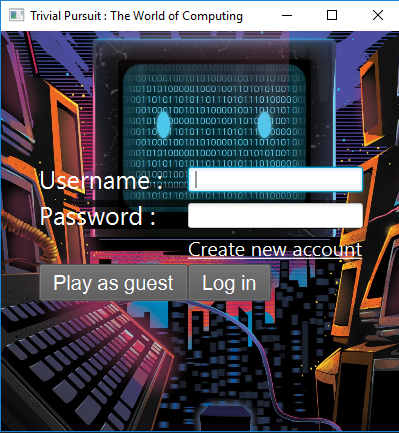 Trivial Pursuit : The World of Computing
Username :
Password :
Create new account
Play as guest
Log in